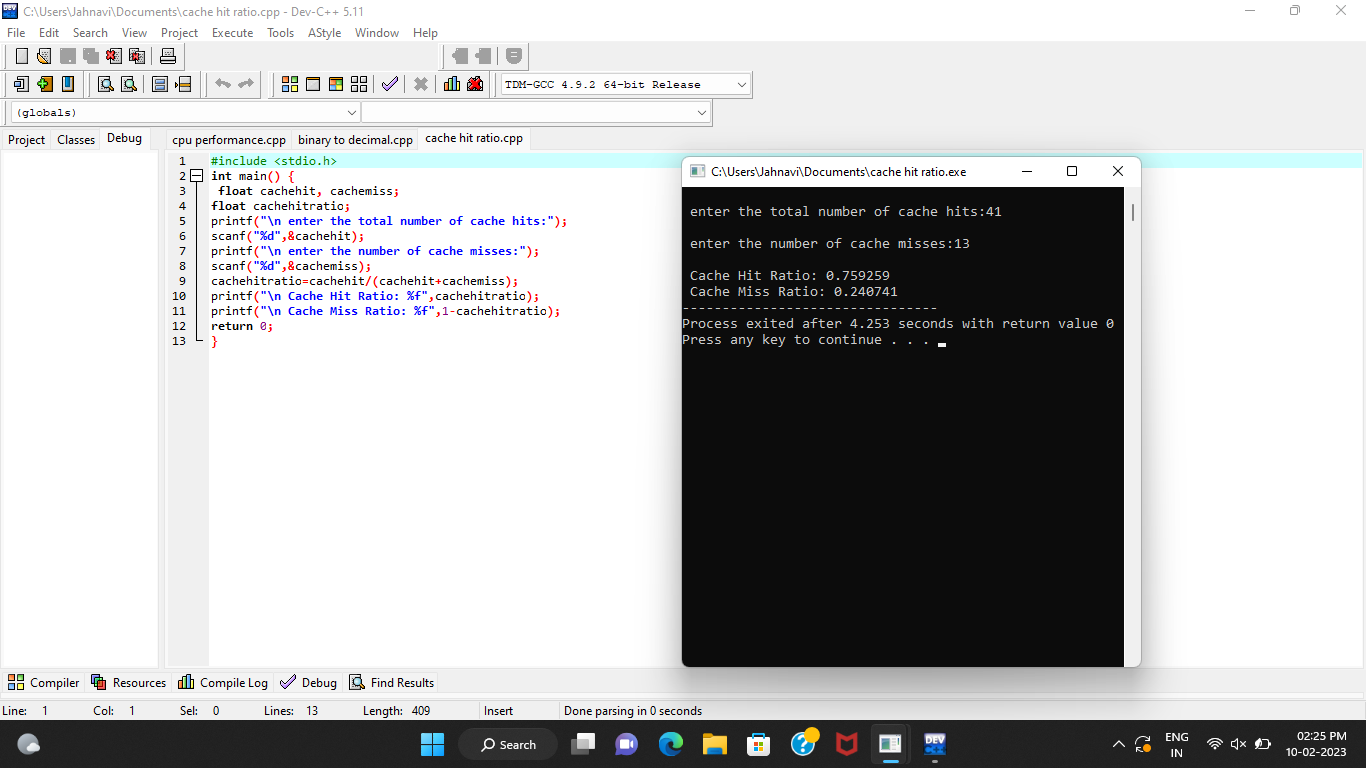 C:\Users\Jahnavi\Documents\cache hit ratio.cpp - Dev-C++ 5.11
File Edit Search View Project Execute Tools AStyle Window Help
TDM-GCC 4.9.2 64-bit Release
(globals)
Project Classes Debug
cpu performance.cpp binary to decimal.cpp cache hit ratio.cpp
1 #include <stdio.h>
2 int main() {
3 float cachehit, cachemiss;
4 float cachehitratio;
5 printf("\n enter the total number of cache hits:");
6 scanf("%d",&cachehit);
7 printf("\n enter the number of cache misses:");
8 scanf("%d",&cachemiss);
9 cachehitratio=cachehit/(cachehit+cachemiss);
10 printf("\n Cache Hit Ratio: %f",cachehitratio);
11 printf("\n Cache Miss Ratio: %f",1-cachehitratio);
12 return 0;
13 }
C:\Users\Jahnavi\Documents\cache hit ratio.exe
enter the total number of cache hits:41
enter the number of cache misses:13
Cache Hit Ratio: 0.759259
Cache Miss Ratio: 0.240741
--------------------------------
Process exited after 4.253 seconds with return value 0
Press any key to continue . . .
Compiler Resources Compile Log Debug Find Results
Line: 1 Col: 1 Sel: 0 Lines: 13 Length: 409 Insert Done parsing in 0 seconds
Search
DEV
ENG
IN
02:25 PM
10-02-2023